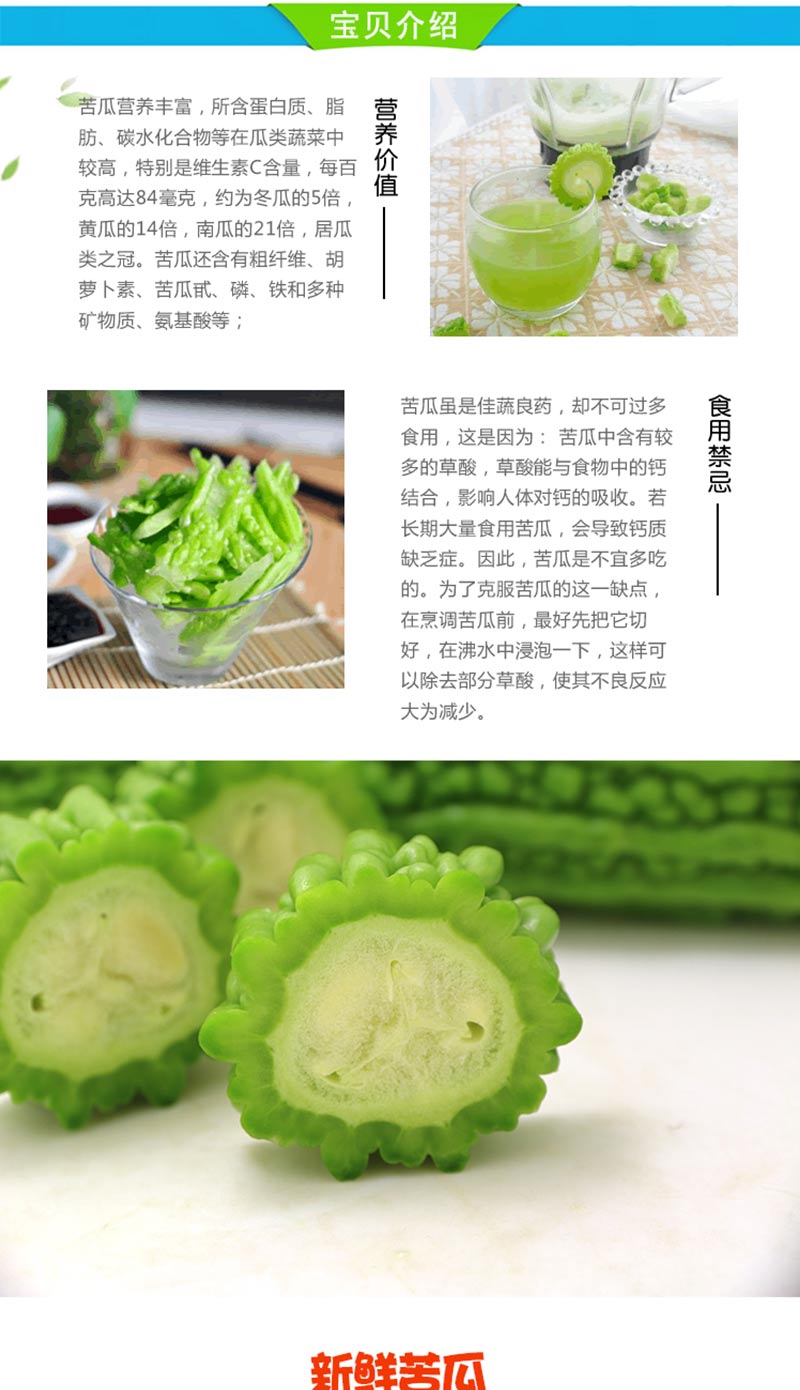 宝贝介绍
营养价值
苦瓜营养丰富，所含蛋白质、脂
肪、碳水化合物等在瓜类蔬菜中
较高，特别是维生素C含量，每百
克高达84毫克，约为冬瓜的5倍，
黄瓜的14倍，南瓜的21倍，居瓜
类之冠。苦瓜还含有粗纤维、胡
萝卜素、苦瓜甙、磷、铁和多种
矿物质、氨基酸等；
食用禁忌
苦瓜虽是佳蔬良药，却不可过多
食用，这是因为： 苦瓜中含有较
多的草酸，草酸能与食物中的钙
结合，影响人体对钙的吸收。若
长期大量食用苦瓜，会导致钙质
缺乏症。因此，苦瓜是不宜多吃
的。为了克服苦瓜的这一缺点，
在烹调苦瓜前，最好先把它切
好，在沸水中浸泡一下，这样可
以除去部分草酸，使其不良反应
大为减少。
新鲜苦瓜